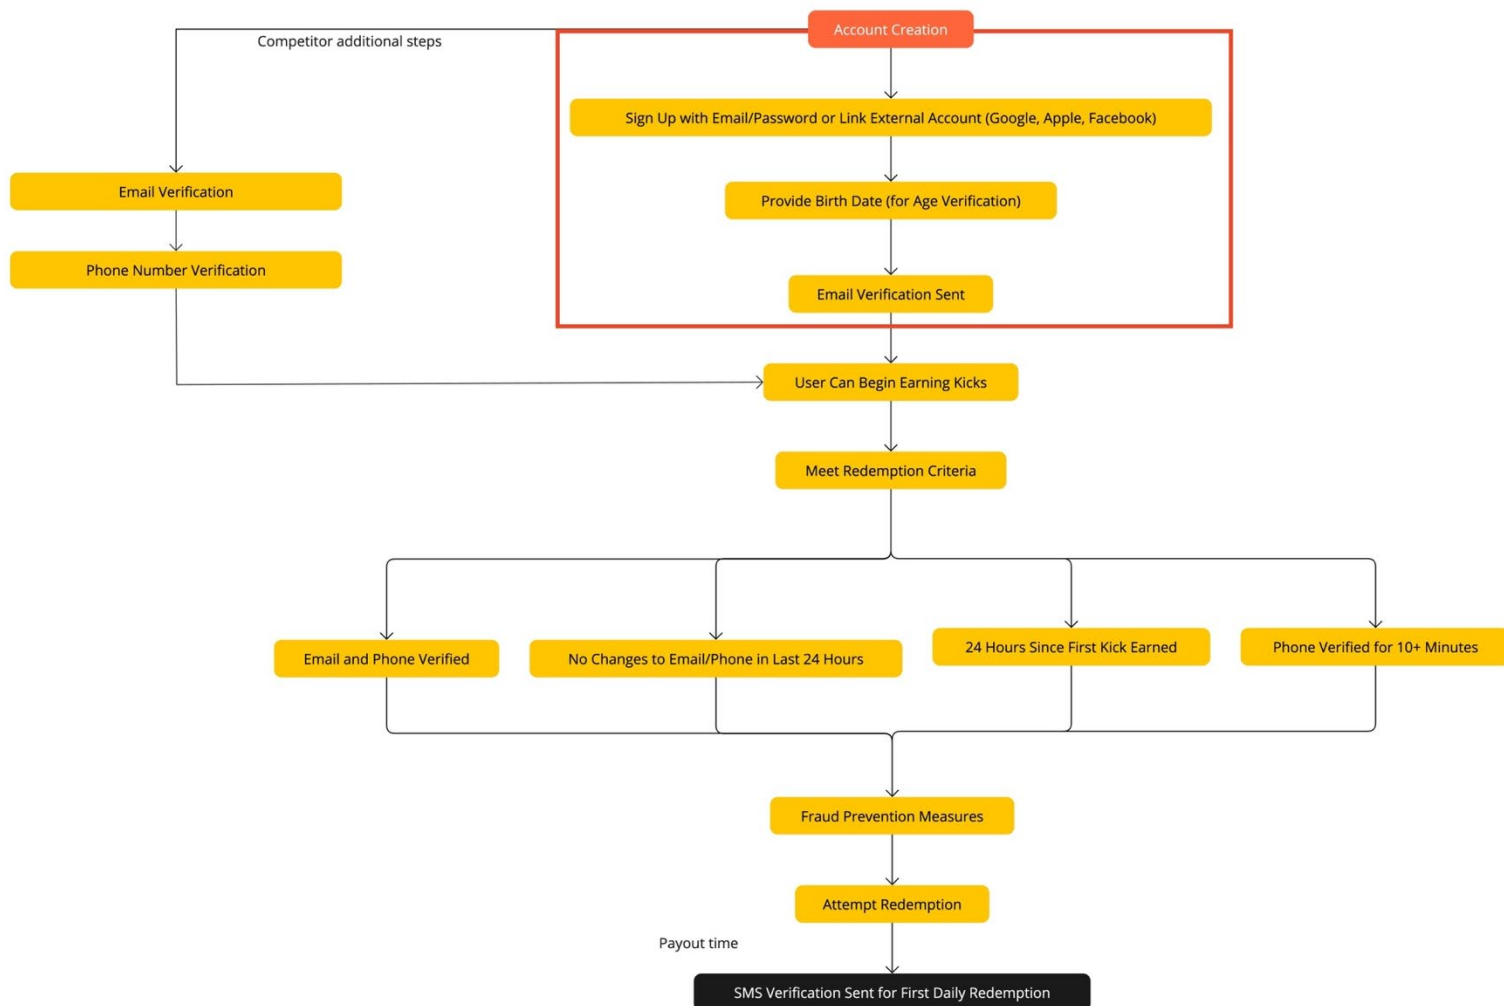 Account Creation
Competitor additional steps
Sign Up with Email/Password or Link External Account (Google, Apple, Facebook)
Email Verification
Provide Birth Date (for Age Verification)
Phone Number Verification
Email Verification Sent
User Can Begin Earning Kicks
Meet Redemption Criteria
Email and Phone Verified
No Changes to Email/Phone in Last 24 Hours
24 Hours Since First Kick Earned
Phone Verified for 10+ Minutes
Fraud Prevention Measures
Attempt Redemption
Payout time
SMS Verification Sent for First Daily Redemption